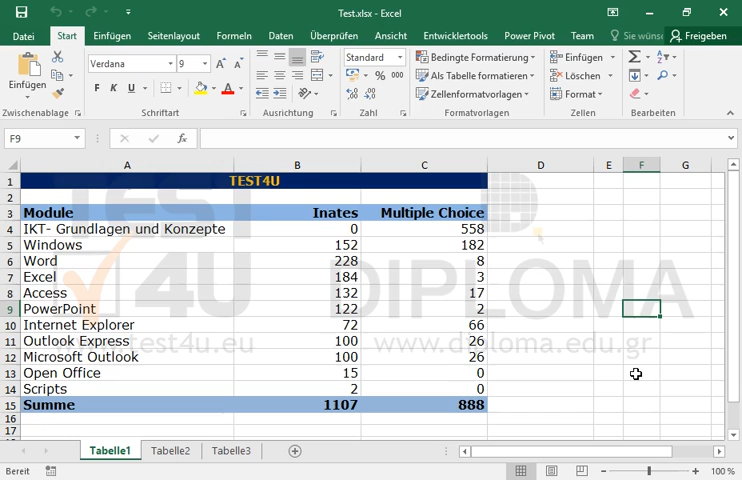 Test.xlsx - Excel
Datei Start Einfügen Seitenlayout Formeln Daten Überprüfen Ansicht Entwicklertools Power Pivot Team Freigeben
Verdana 9 Standard Bedingte Formatierung Einfügen
Einfügen Als Tabelle formatieren Löschen
F K U % 000 Zellenformatvorlagen Format
Zwischenablage Schriftart Ausrichtung Zahl Formatvorlagen Zellen Bearbeiten
F9 fx
A B C D E F G
1 TEST4U
2
3 Module Inates Multiple Choice
4 IKT- Grundlagen und Konzepte 0 558
5 Windows 152 182
6 Word 228 8
7 Excel 184 3
8 Access 132 17
9 PowerPoint 122 2
10 Internet Explorer 72 66
11 Outlook Express 100 26
12 Microsoft Outlook 100 26
13 Open Office 15 0
14 Scripts 2 0
15 Summe 1107 888
16
17
TEST 4U DIPLOMA
www.test4u.eu www.diploma.edu.gr
Tabelle1 Tabelle2 Tabelle3
Bereit 100 %